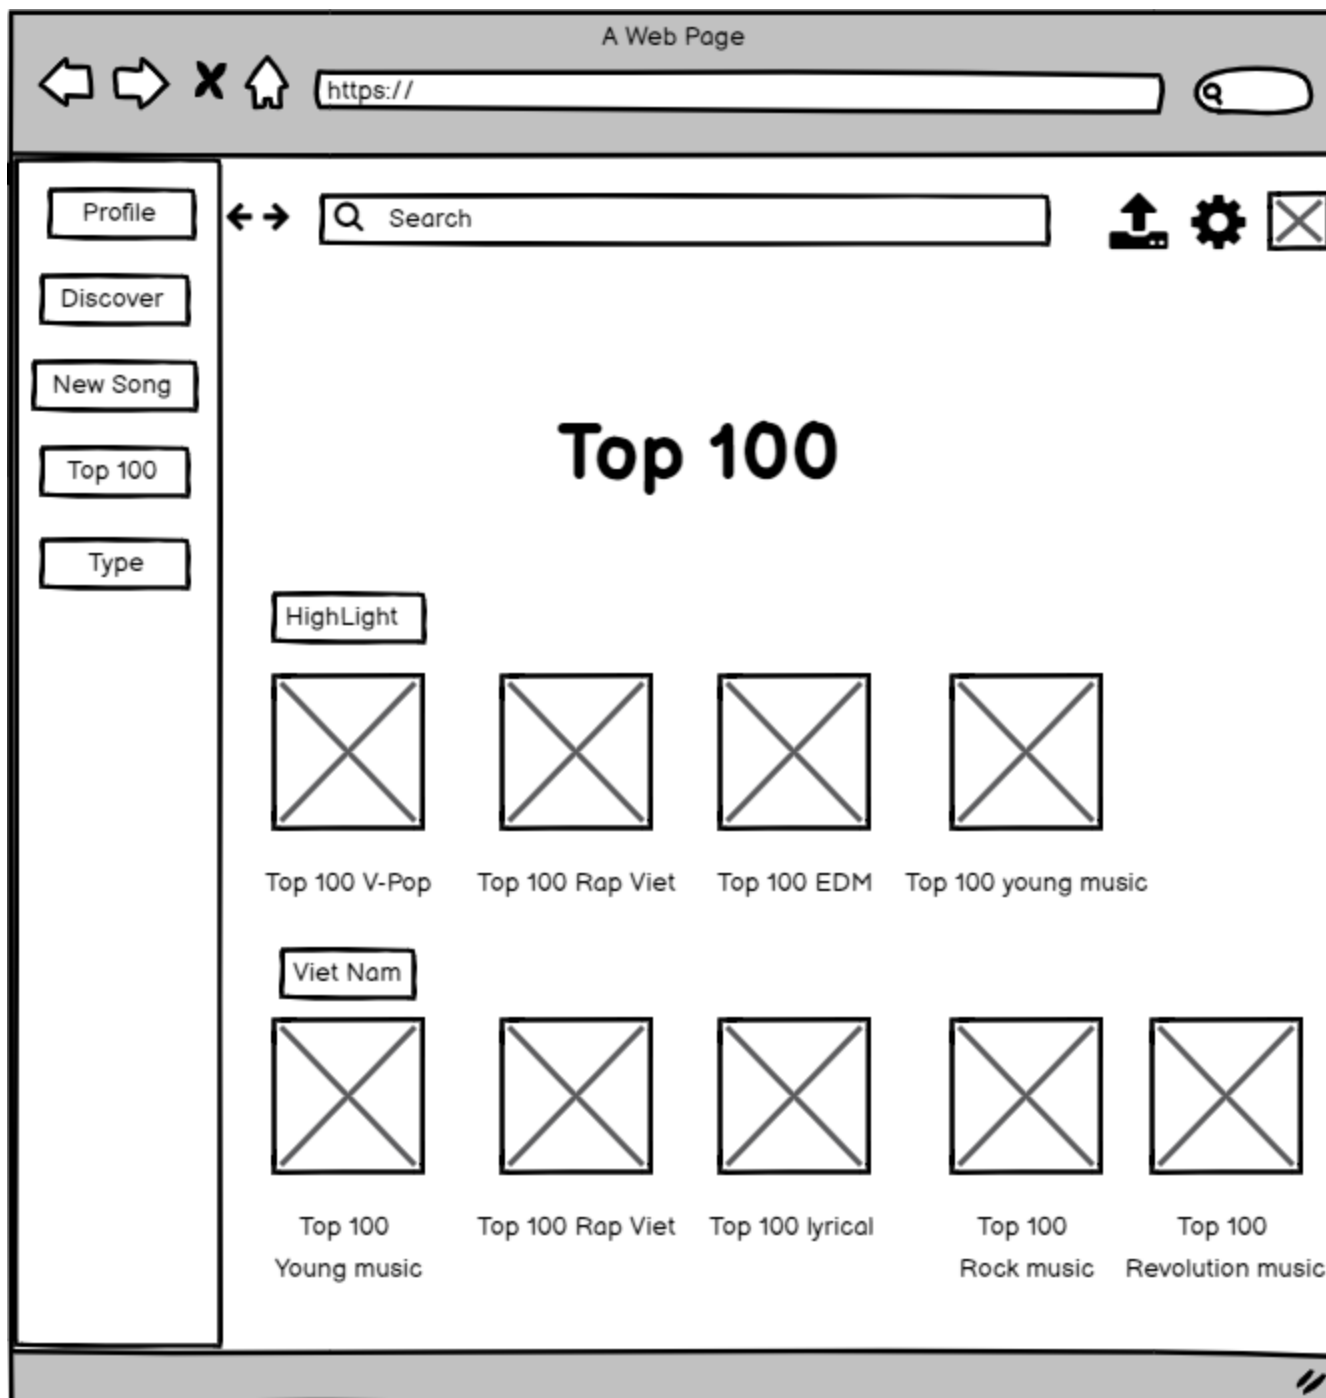 A Web Page
https://
Profile
Search
Discover
New Song
Top 100
Type
Top 100
HighLight
Top 100 V-Pop
Top 100 Rap Viet
Top 100 EDM
Top 100 young music
Viet Nam
Top 100
Young music
Top 100 Rap Viet
Top 100 lyrical
Top 100
Rock music
Top 100
Revolution music